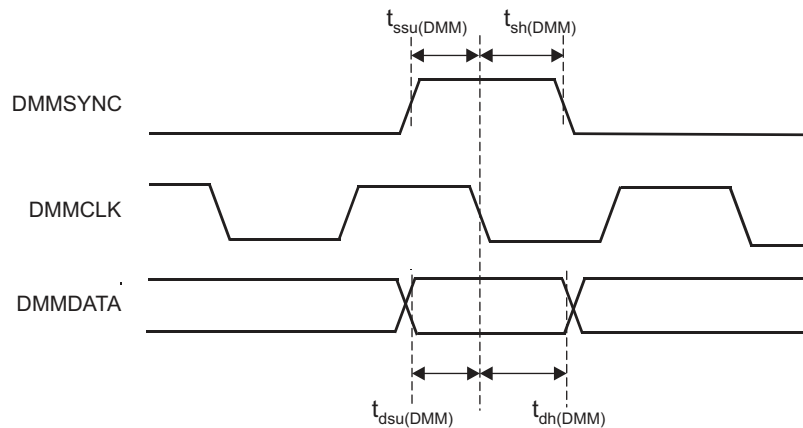 tssu(DMM) tsh(DMM)
DMMSYNC
DMMCLK
DMMDATA
tdsu(DMM) tdh(DMM)